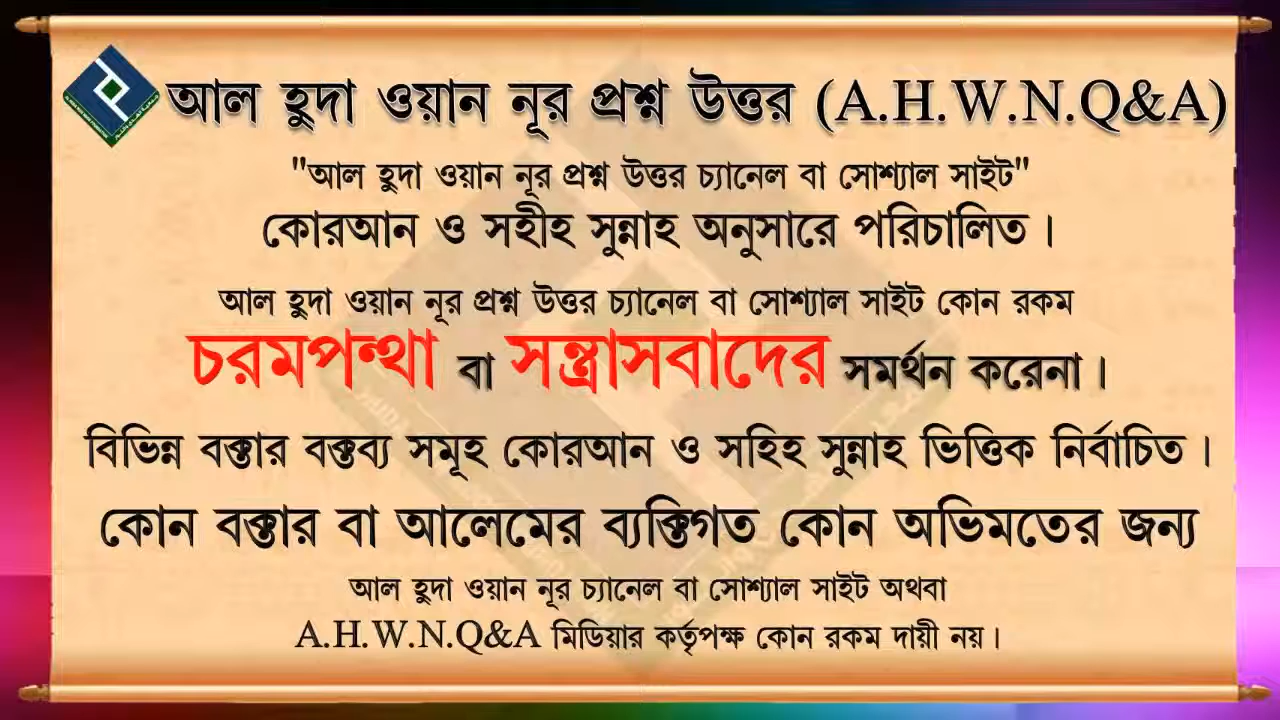 আল হুদা ওয়ান নূর প্রশ্ন উত্তর (A.H.W.N.Q&A)
"আল হুদা ওয়ান নূর প্রশ্ন উত্তর চ্যানেল বা সোশ্যাল সাইট"
কোরআন ও সহীহ সুন্নাহ অনুসারে পরিচালিত ।
আল হুদা ওয়ান নূর প্রশ্ন উত্তর চ্যানেল বা সোশ্যাল সাইট কোন রকম
চরমপন্থা বা সন্ত্রাসবাদের সমর্থন করেনা ।
বিভিন্ন বক্তার বক্তব্য সমূহ কোরআন ও সহিহ সুন্নাহ ভিত্তিক নির্বাচিত ।
কোন বক্তার বা আলেমের ব্যক্তিগত কোন অভিমতের জন্য
আল হুদা ওয়ান নূর চ্যানেল বা সোশ্যাল সাইট অথবা
A.H.W.N.Q&A মিডিয়ার কর্তৃপক্ষ কোন রকম দায়ী নয় ।